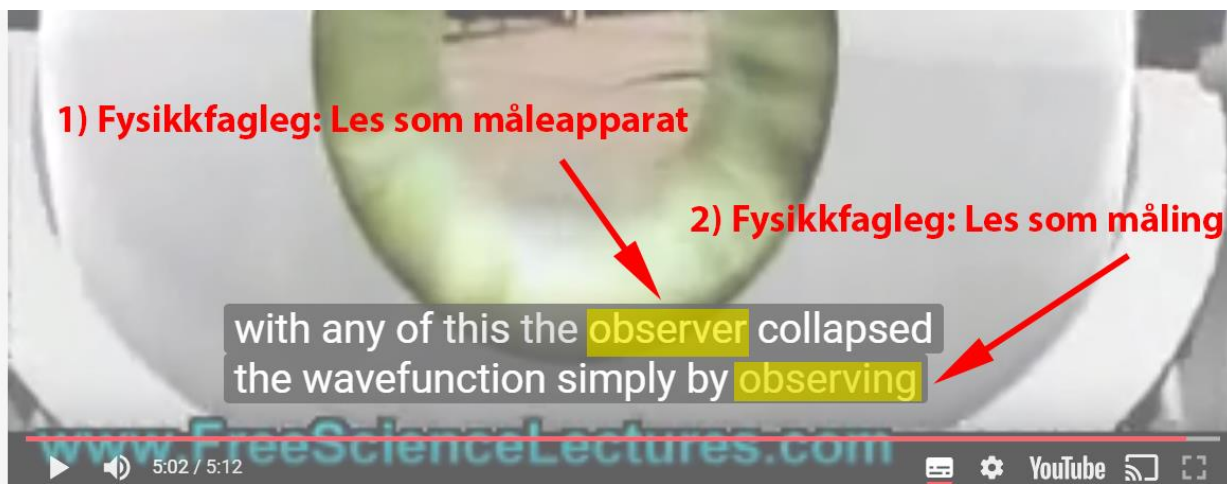 1) Fysikkfagleg: Les som måleapparat
2) Fysikkfagleg: Les som måling
with any of this the observer collapsed
the wavefunction simply by observing
www.FreeScienceLectures.com
5:02 / 5:12
YouTube